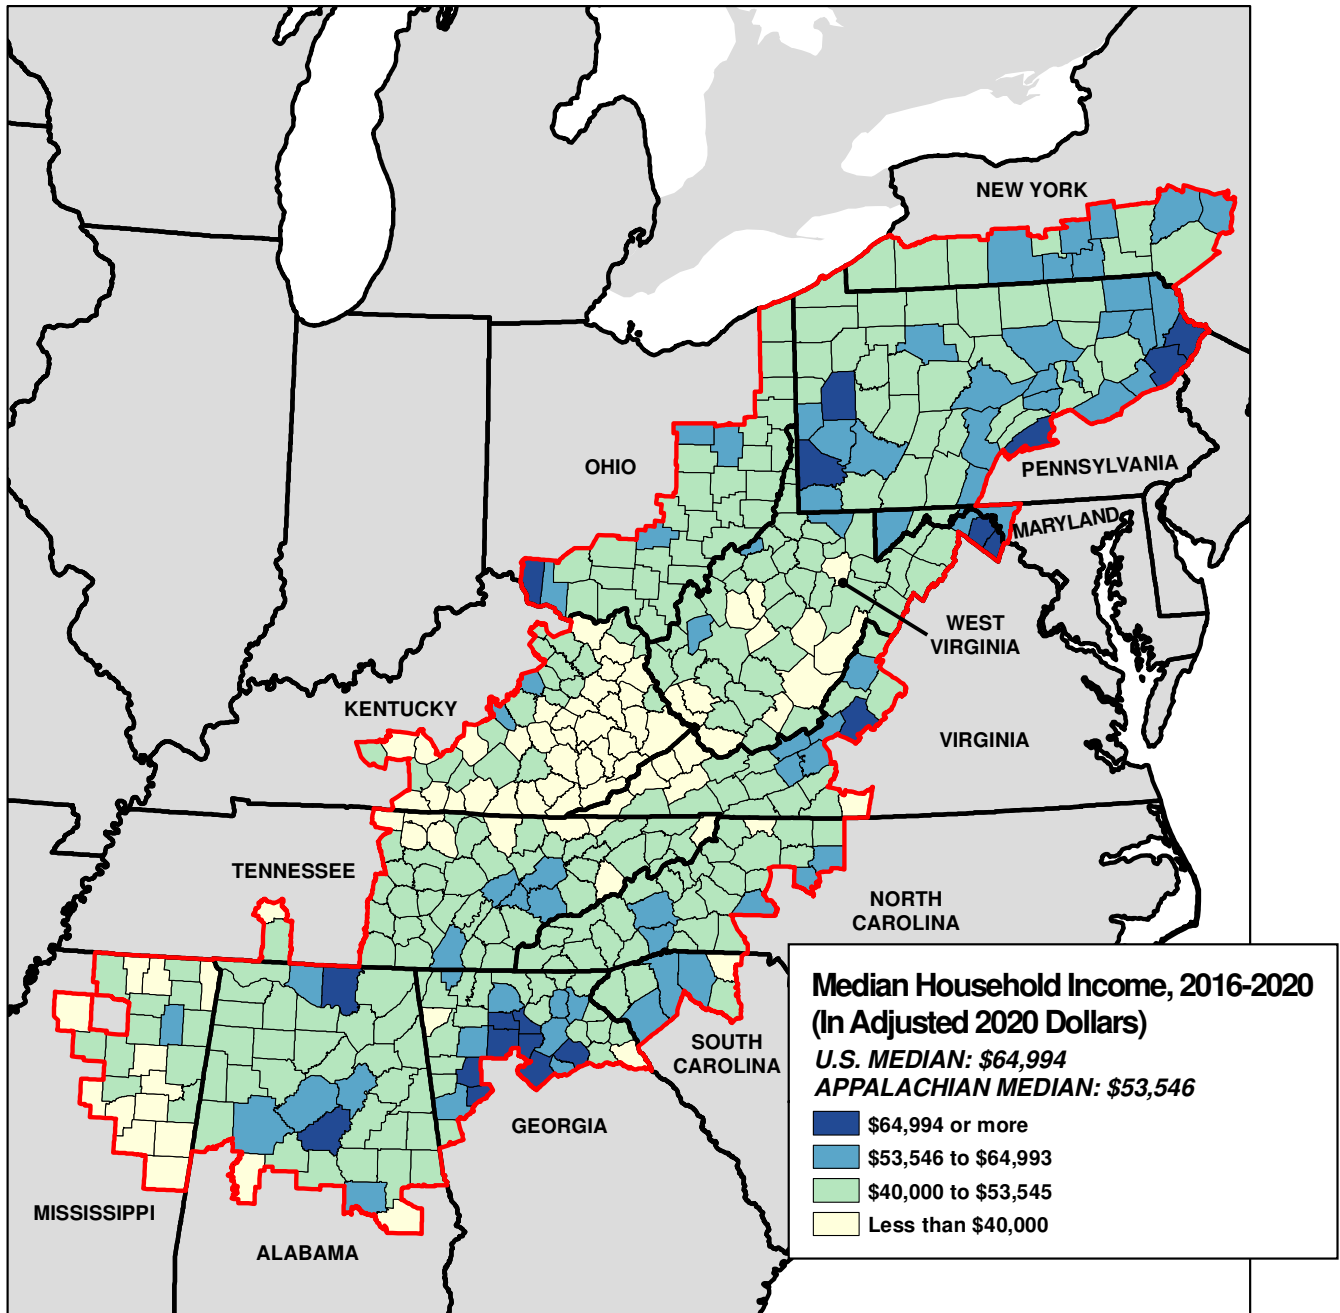 NEW YORK
OHIO
PENNSYLVANIA
MARYLAND
WEST
VIRGINIA
KENTUCKY
VIRGINIA
TENNESSEE
NORTH
CAROLINA
SOUTH
CAROLINA
GEORGIA
MISSISSIPPI
ALABAMA
Median Household Income, 2016-2020
(In Adjusted 2020 Dollars)
U.S. MEDIAN: $64,994
APPALACHIAN MEDIAN: $53,546
$64,994 or more
$53,546 to $64,993
$40,000 to $53,545
Less than $40,000